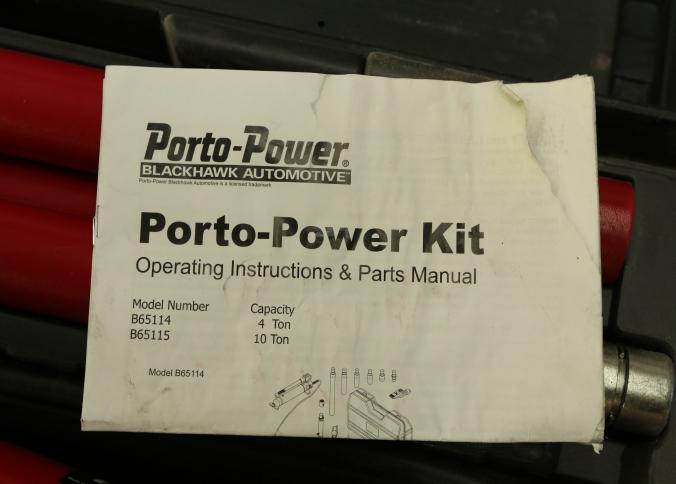 Porto-Power®
BLACKHAWK AUTOMOTIVE™
Porto-Power Blackhawk Automotive is a licensed trademark
Porto-Power Kit
Operating Instructions & Parts Manual
Model Number Capacity
B65114 4 Ton
B65115 10 Ton
Model B65114